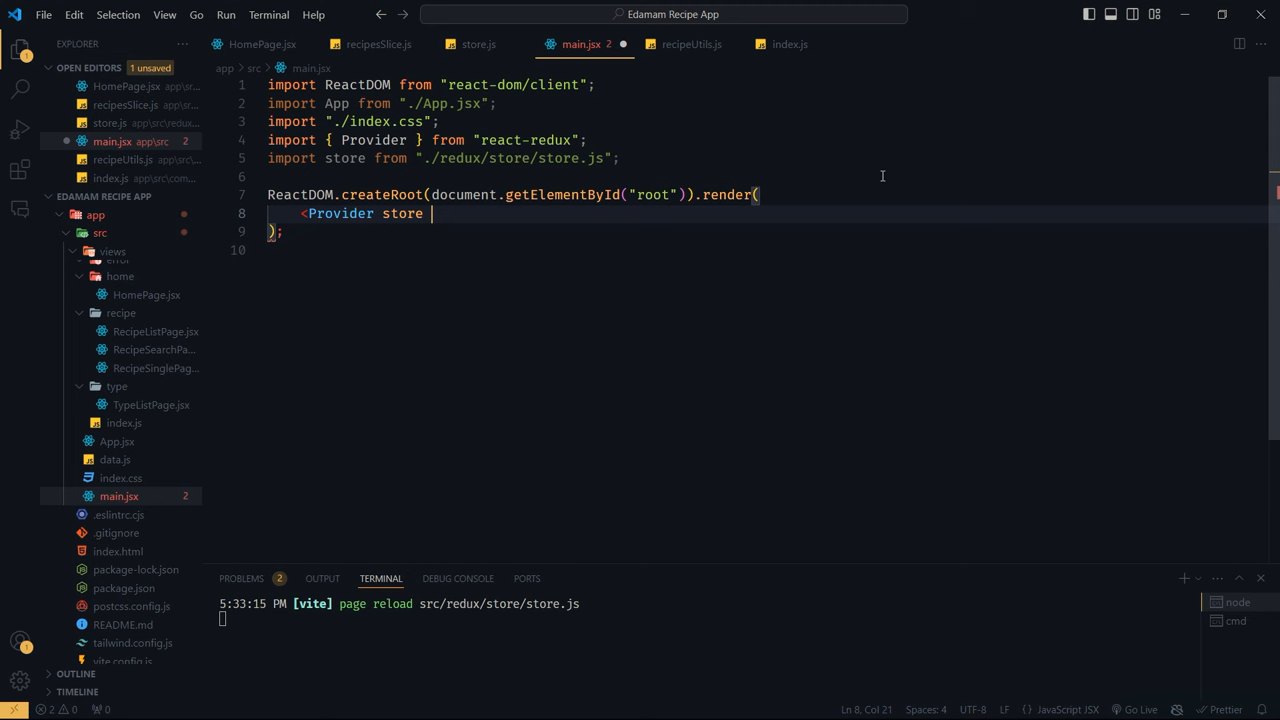 File Edit Selection View Go Run Terminal Help
Edamam Recipe App
EXPLORER
HomePage.jsx recipesSlice.js store.js main.jsx 2 recipeUtils.js index.js
OPEN EDITORS 1 unsaved
HomePage.jsx app\sr...
recipesSlice.js app\sr...
store.js app\src\redux...
main.jsx app\src 2
recipeUtils.js app\src\...
index.js app\src\com...
EDAMAM RECIPE APP
app
src
views
error
home
HomePage.jsx
recipe
RecipeListPage.jsx
RecipeSearchPa...
RecipeSinglePag...
type
TypeListPage.jsx
index.js
App.jsx
data.js
index.css
main.jsx 2
.eslintrc.cjs
.gitignore
index.html
package-lock.json
package.json
postcss.config.js
README.md
tailwind.config.js
vite.config.js
OUTLINE
TIMELINE
app > src > main.jsx
1 import ReactDOM from "react-dom/client";
2 import App from "./App.jsx";
3 import "./index.css";
4 import { Provider } from "react-redux";
5 import store from "./redux/store/store.js";
6
7 ReactDOM.createRoot(document.getElementById("root")).render(
8 <Provider store
9 );
10
PROBLEMS 2 OUTPUT TERMINAL DEBUG CONSOLE PORTS
5:33:15 PM [vite] page reload src/redux/store/store.js
node
cmd
1
2 0 0 Ln 8, Col 21 Spaces: 4 UTF-8 LF {} JavaScript JSX Go Live Prettier